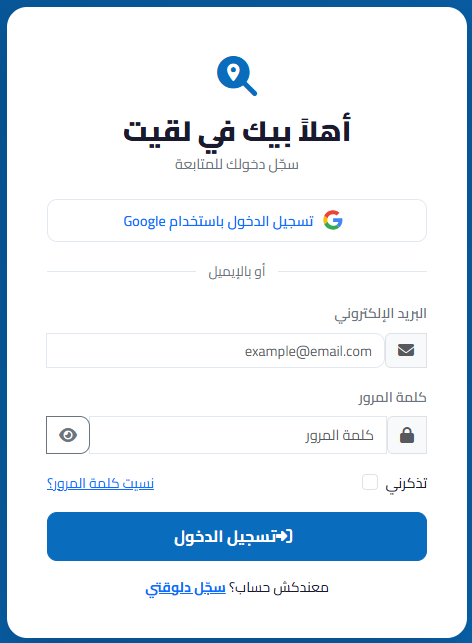 أهلاً بيك في لقيت
سجّل دخولك للمتابعة
تسجيل الدخول باستخدام Google
أو بالإيميل
البريد الإلكتروني
example@email.com
كلمة المرور
كلمة المرور
تذكرني نسيت كلمة المرور؟
تسجيل الدخول
معندكش حساب؟ سجّل دلوقتي